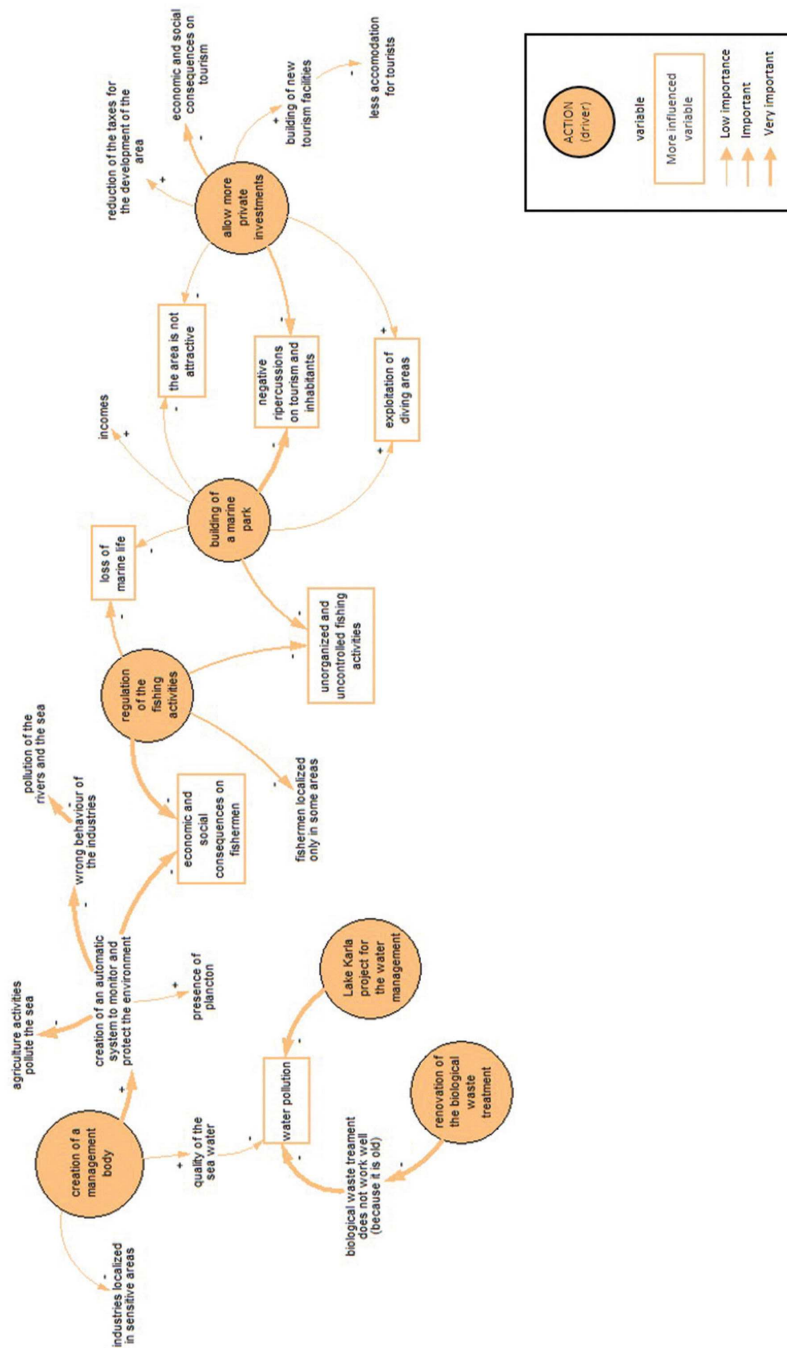 industries localized
in sensitive areas
-
creation of a
management
body
+
quality of the
sea water
-
+
agriculture activities
pollute the sea
-
creation of an automatic
system to monitor and
protect the environment
+
presence of
plancton
-
wrong behaviour of
the industries
-
pollution of the
rivers and the sea
-
economic and
social
consequences on
fishermen
-
water pollution
-
biological waste treament
does not work well
(because it is old)
-
renovation of
the biological
waste
treatment
-
Lake Karla
project for
the water
management
regulation
of the
fishing
activities
-
fishermen localized
only in some areas
-
loss of
marine life
-
-
unorganized and
uncontrolled fishing
activities
-
building of
a marine
park
+
incomes
-
the area is not
attractive
-
-
negative
ripercussions
on tourism and
inhabitants
-
+
exploitation of
diving areas
+
allow more
private
investments
+
reduction of the taxes for
the development of the
area
-
economic and social
consequences on
tourism
+
building of new
tourism facilities
-
less accomodation
for tourists
ACTION
(driver)
variable
More influenced
variable
Low importance
Important
Very important